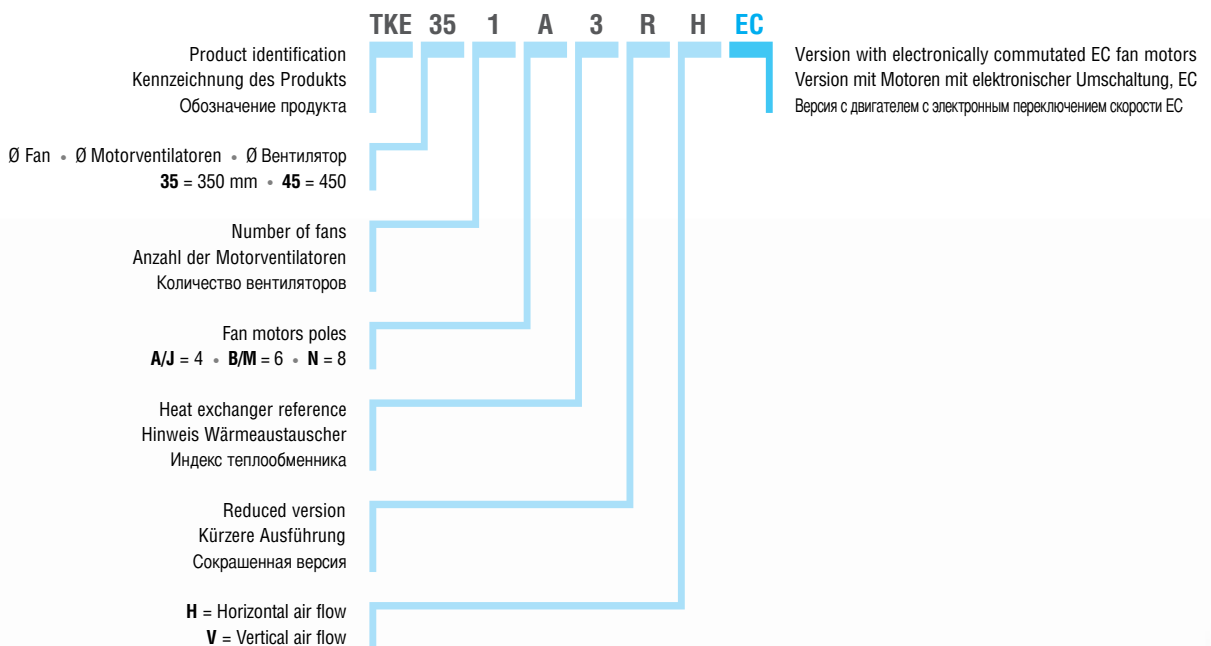 TKE 35 1 A 3 R H EC
Product identification
Kennzeichnung des Produkts
Обозначение продукта
Version with electronically commutated EC fan motors
Version mit Motoren mit elektronischer Umschaltung, EC
Версия с двигателем с электронным переключением скорости EC
Ø Fan • Ø Motorventilatoren • Ø Вентилятор
35 = 350 mm • 45 = 450
Number of fans
Anzahl der Motorventilatoren
Количество вентиляторов
Fan motors poles
A/J = 4 • B/M = 6 • N = 8
Heat exchanger reference
Hinweis Wärmeaustauscher
Индекс теплообменника
Reduced version
Kürzere Ausführung
Сокрашенная версия
H = Horizontal air flow
V = Vertical air flow